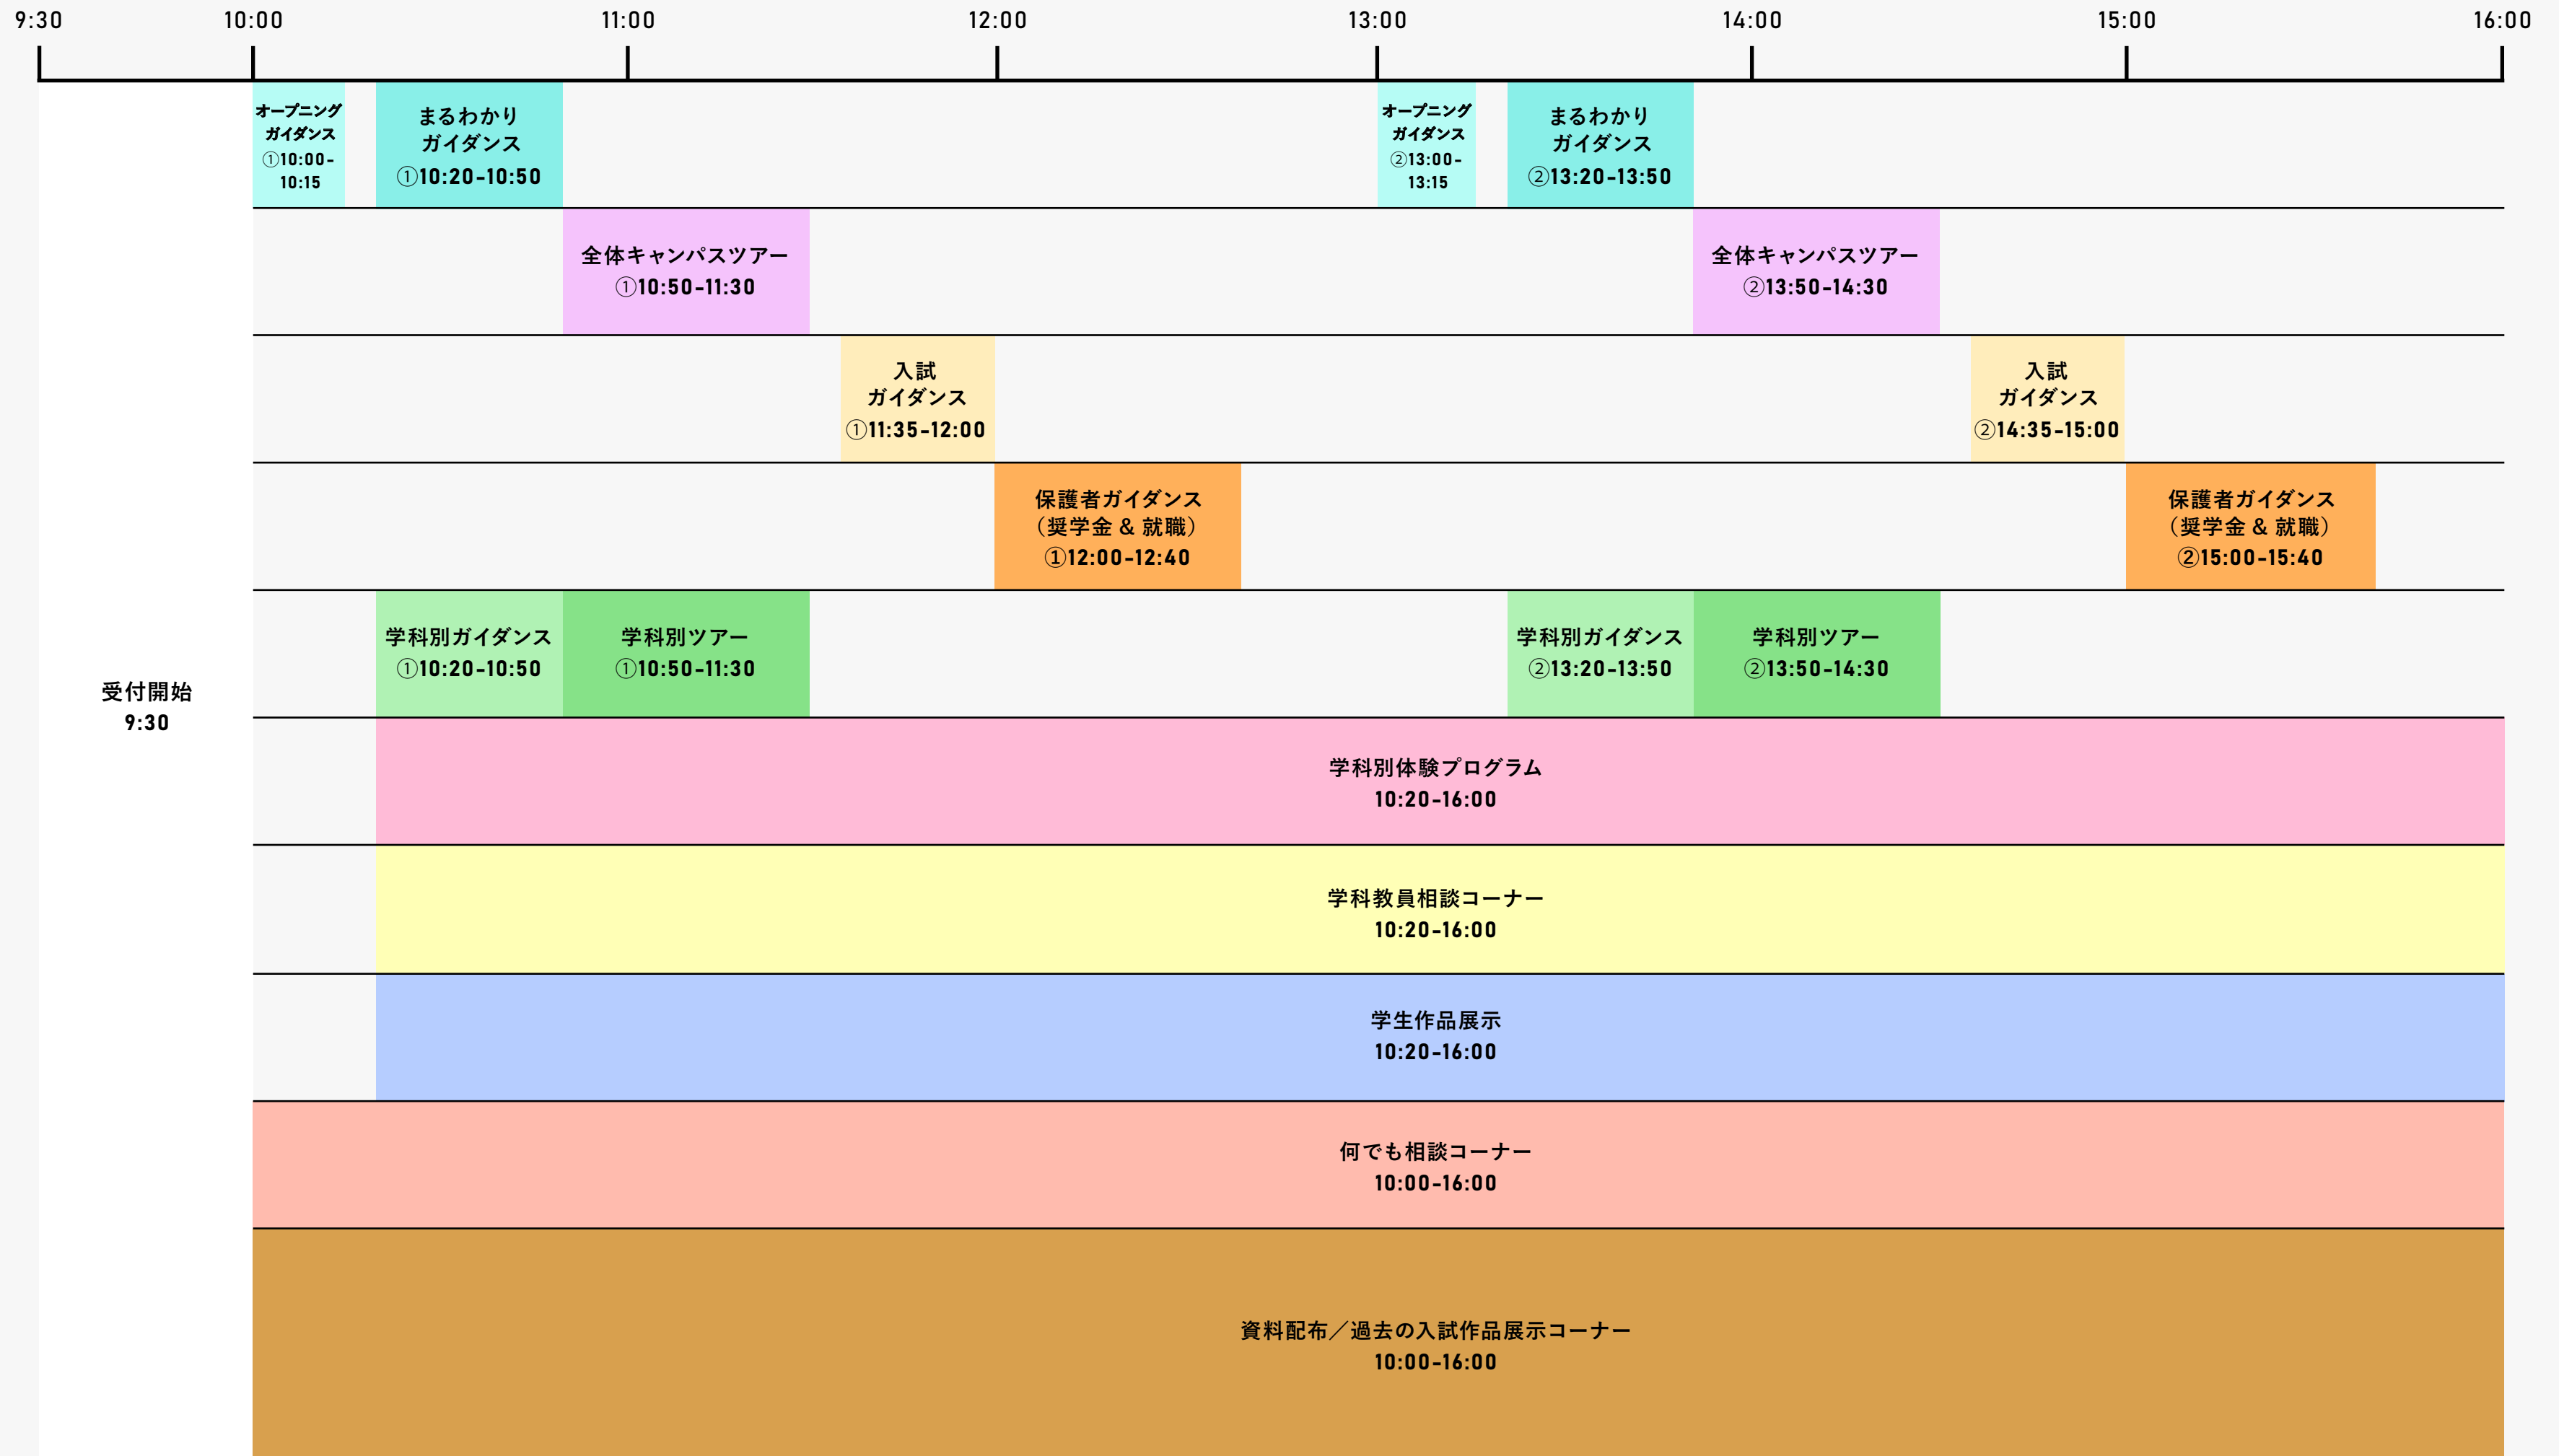 9:30
10:00
11:00
12:00
13:00
14:00
15:00
16:00
オープニング
ガイダンス
①10:00-
10:15
まるわかり
ガイダンス
①10:20-10:50
オープニング
ガイダンス
②13:00-
13:15
まるわかり
ガイダンス
②13:20-13:50
全体キャンパスツアー
①10:50-11:30
全体キャンパスツアー
②13:50-14:30
入試
ガイダンス
①11:35-12:00
入試
ガイダンス
②14:35-15:00
保護者ガイダンス
（奨学金 & 就職）
①12:00-12:40
保護者ガイダンス
（奨学金 & 就職）
②15:00-15:40
学科別ガイダンス
①10:20-10:50
学科別ツアー
①10:50-11:30
学科別ガイダンス
②13:20-13:50
学科別ツアー
②13:50-14:30
受付開始
9:30
学科別体験プログラム
10:20-16:00
学科教員相談コーナー
10:20-16:00
学生作品展示
10:20-16:00
何でも相談コーナー
10:00-16:00
資料配布／過去の入試作品展示コーナー
10:00-16:00